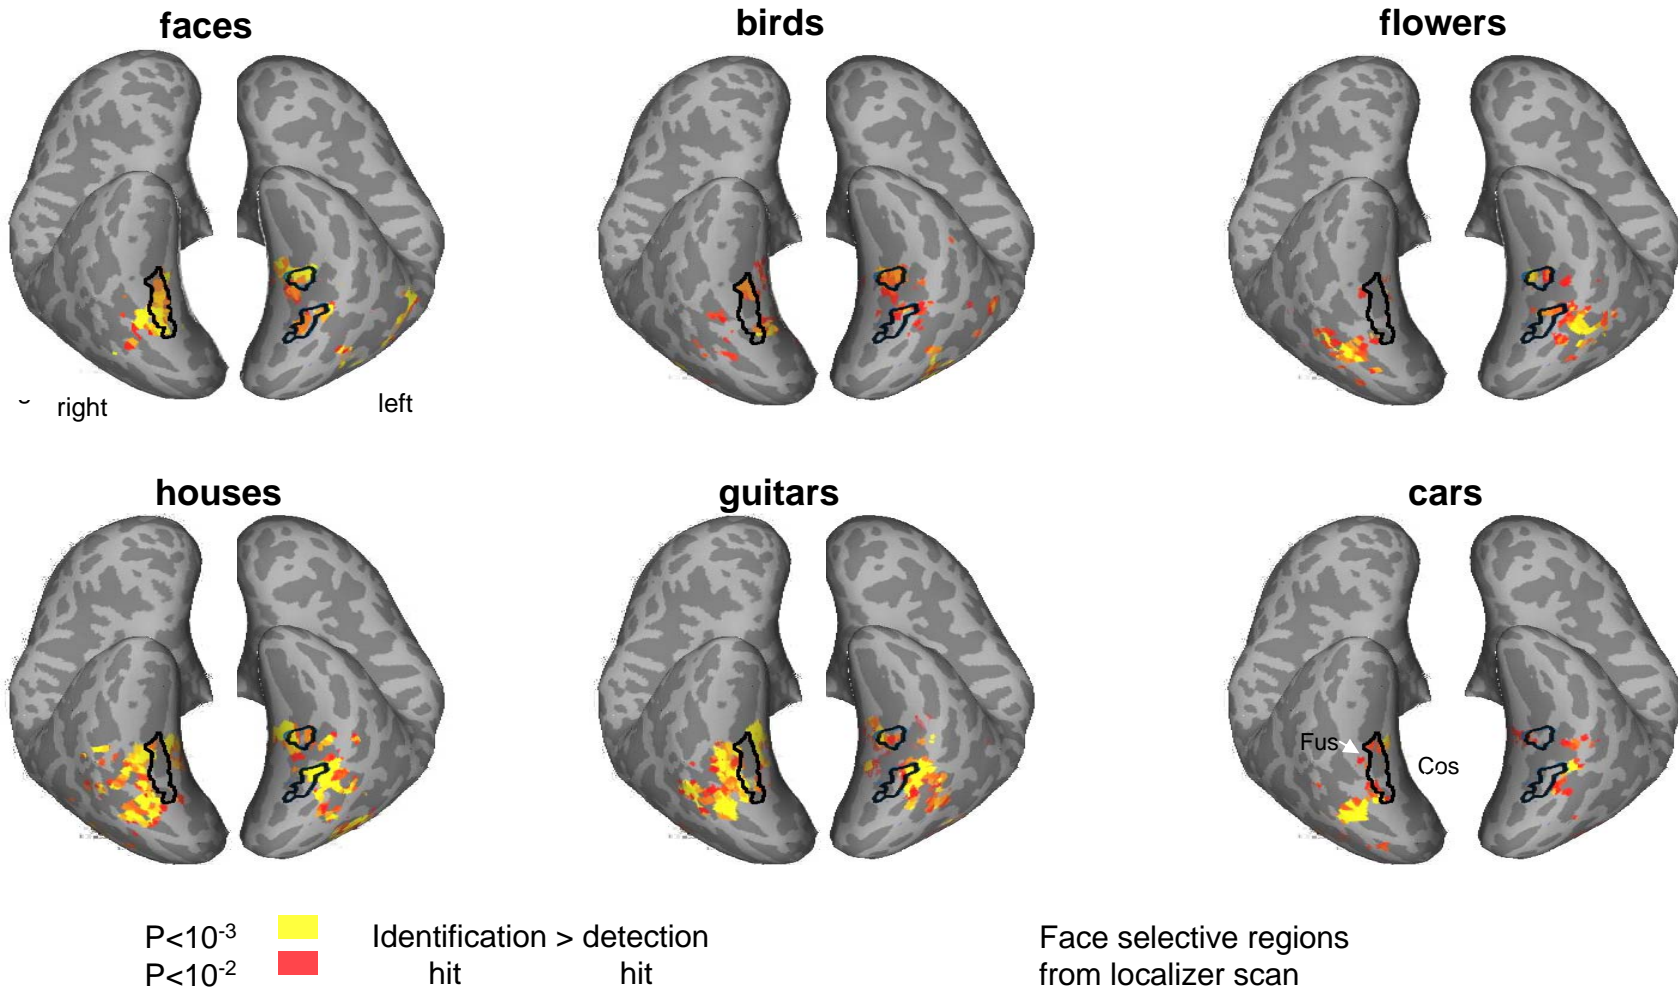 faces
birds
flowers
right
left
houses
guitars
cars
Fus
Cos
P<10-3
Identification > detection
Face selective regions
P<10-2
hit
hit
from localizer scan